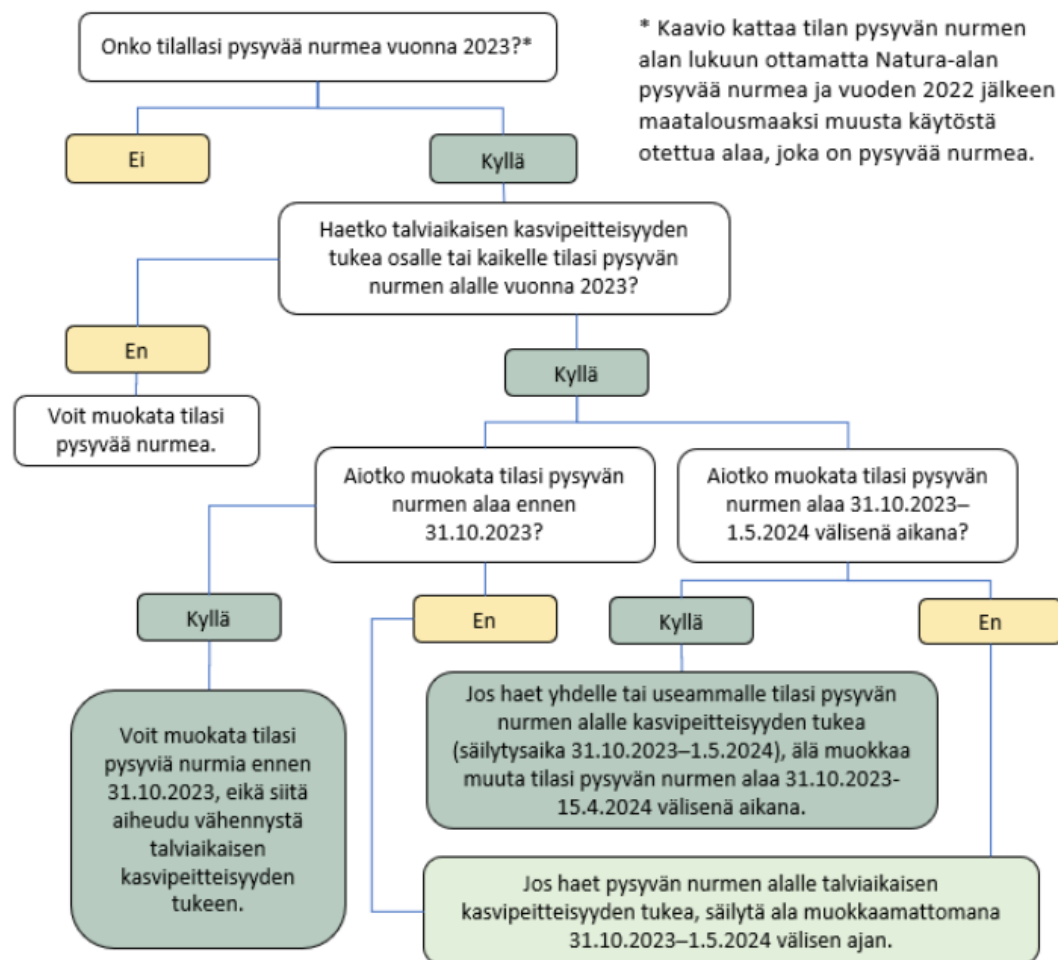 Onko tilallasi pysyvää nurmea vuonna 2023?*
* Kaavio kattaa tilan pysyvän nurmen
alan lukuun ottamatta Natura-alan
pysyvää nurmea ja vuoden 2022 jälkeen
maatalousmaaksi muusta käytöstä
otettua alaa, joka on pysyvää nurmea.
Ei
Kyllä
Haetko talviaikaisen kasvipeitteisyyden
tukea osalle tai kaikelle tilasi pysyvän
nurmen alalle vuonna 2023?
En
Kyllä
Voit muokata tilasi
pysyvää nurmea.
Aiotko muokata tilasi pysyvän
nurmen alaa ennen
31.10.2023?
Aiotko muokata tilasi pysyvän
nurmen alaa 31.10.2023–
1.5.2024 välisenä aikana?
Kyllä
En
Kyllä
En
Voit muokata tilasi
pysyviä nurmia ennen
31.10.2023, eikä siitä
aiheudu vähennystä
talviaikaisen
kasvipeitteisyyden
tukeen.
Jos haet yhdelle tai useammalle tilasi pysyvän
nurmen alalle kasvipeitteisyyden tukea
(säilytysaika 31.10.2023–1.5.2024), älä muokkaa
muuta tilasi pysyvän nurmen alaa 31.10.2023-
15.4.2024 välisenä aikana.
Jos haet pysyvän nurmen alalle talviaikaisen
kasvipeitteisyyden tukea, säilytä ala muokkaamattomana
31.10.2023–1.5.2024 välisen ajan.